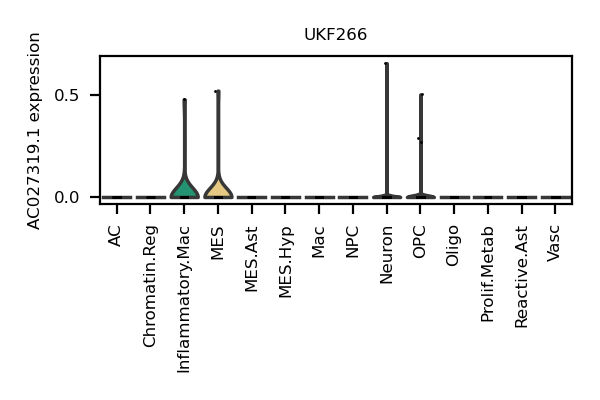 UKF266
AC027319.1 expression
0.5
0.0
AC
Chromatin.Reg
Inflammatory.Mac
MES
MES.Ast
MES.Hyp
Mac
NPC
Neuron
OPC
Oligo
Prolif.Metab
Reactive.Ast
Vasc